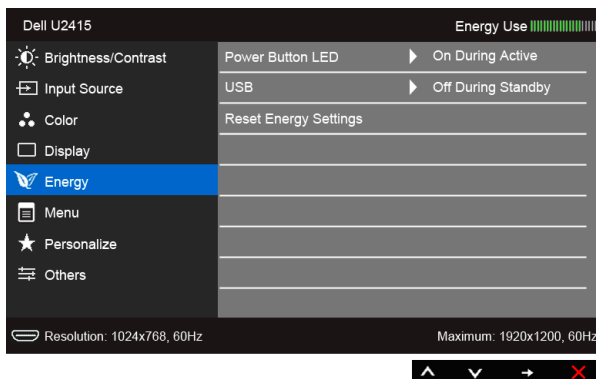 Dell U2415
Energy Use
Brightness/Contrast
Power Button LED
On During Active
Input Source
USB
Off During Standby
Color
Reset Energy Settings
Display
Energy
Menu
Personalize
Others
Resolution: 1024x768, 60Hz
Maximum: 1920x1200, 60Hz